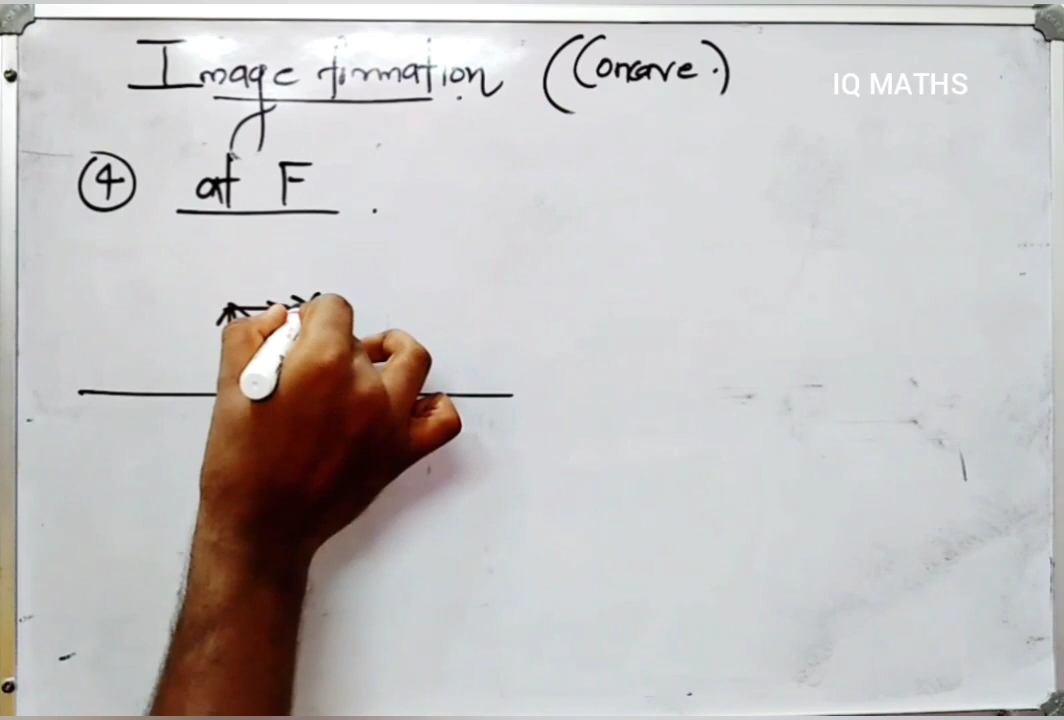 Image formation (Concave.)
IQ MATHS
④ at F .